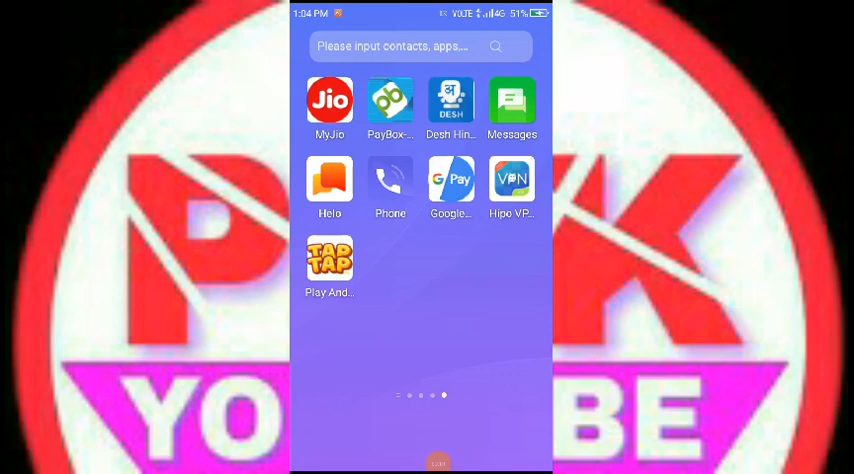 1:04 PM VoLTE 4G 51%
Please input contacts, apps,...
Jio
pb
अ
DESH
MyJio
PayBox-...
Desh Hin...
Messages
G Pay
VPN
Helo
Phone
Google...
Hipo VP...
TAP
TAP
Play And...
P K
YO BE